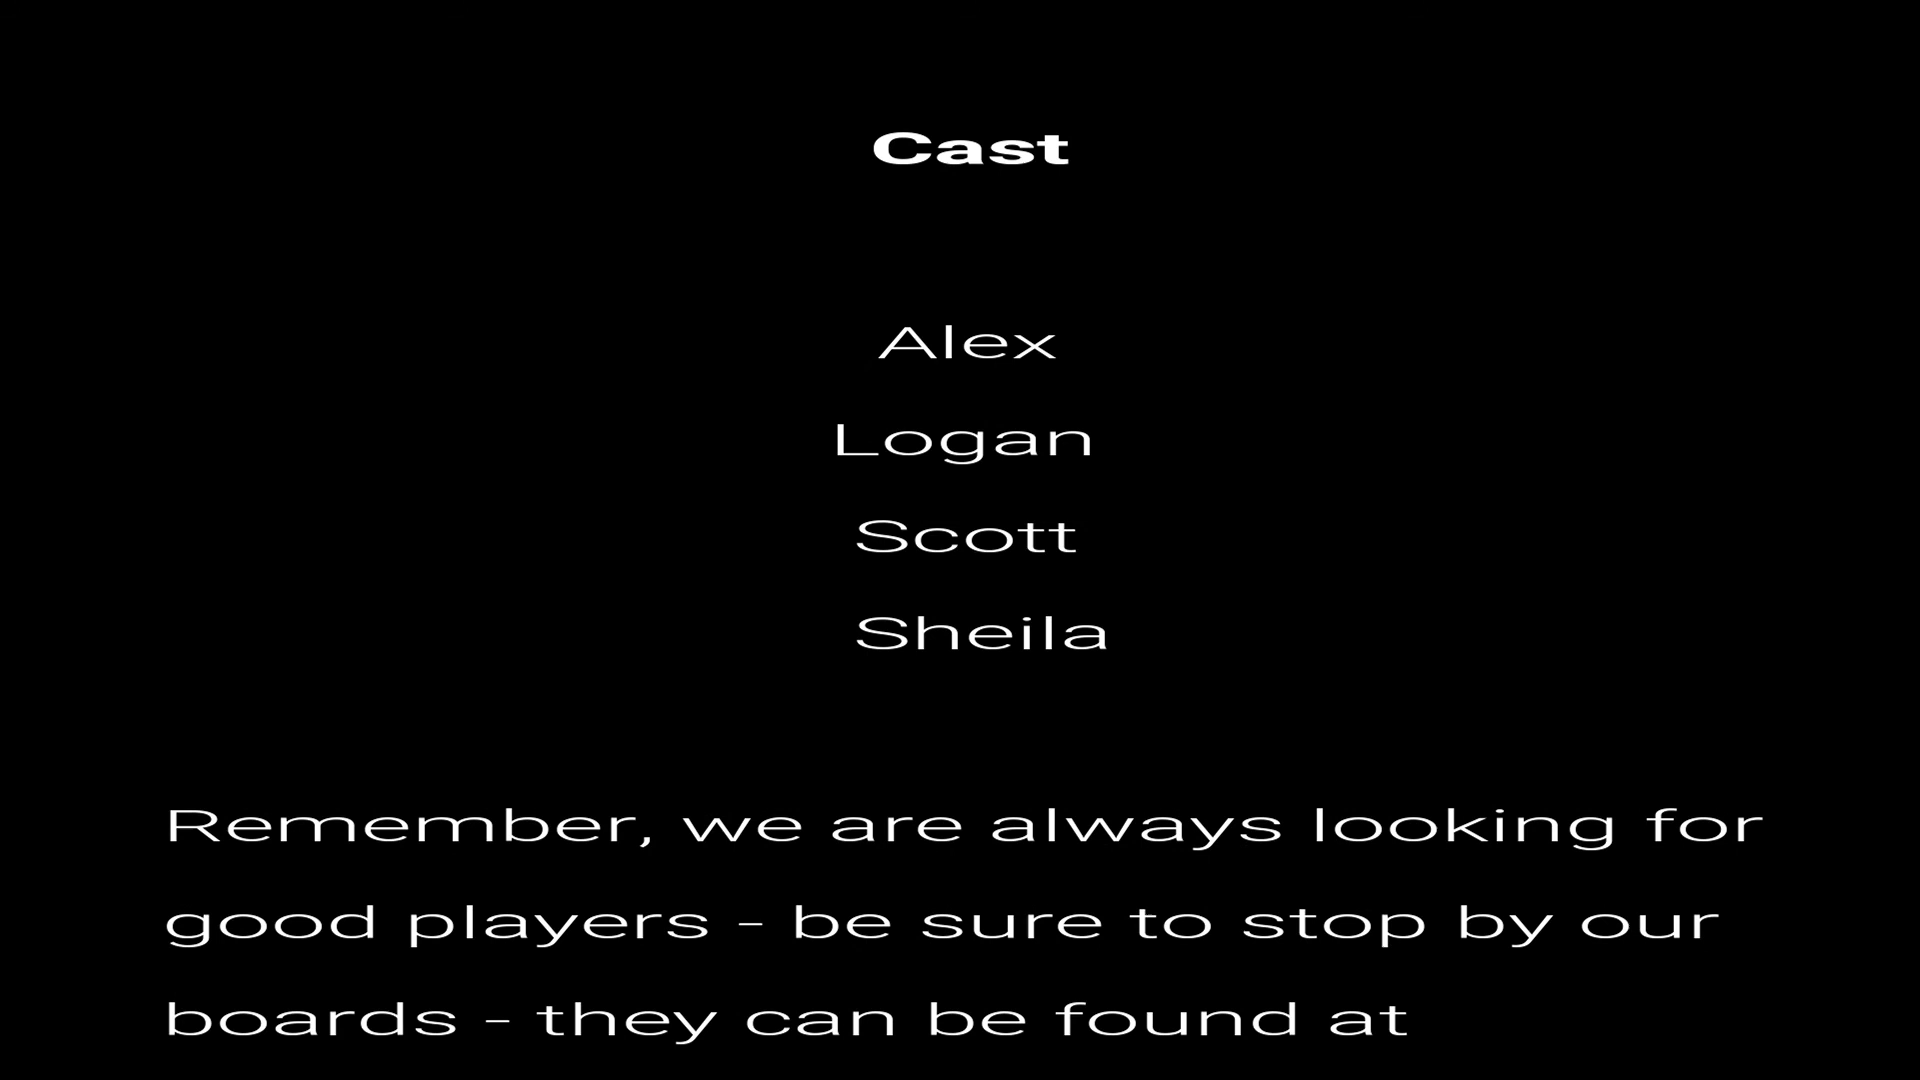 Cast
Alex
Logan
Scott
Sheila
Remember, we are always looking for
good players - be sure to stop by our
boards - they can be found at